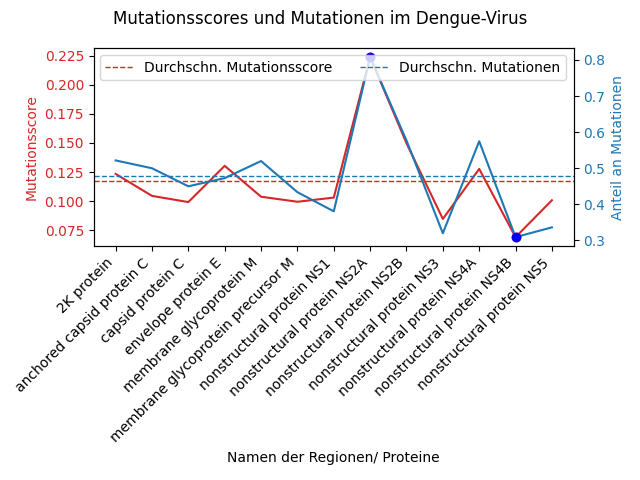 Mutationsscores und Mutationen im Dengue-Virus
Durchschn. Mutationsscore
Durchschn. Mutationen
Mutationsscore
0.225
0.200
0.175
0.150
0.125
0.100
0.075
Anteil an Mutationen
0.8
0.7
0.6
0.5
0.4
0.3
2K protein
anchored capsid protein C
capsid protein C
envelope protein E
membrane glycoprotein M
membrane glycoprotein precursor M
nonstructural protein NS1
nonstructural protein NS2A
nonstructural protein NS2B
nonstructural protein NS3
nonstructural protein NS4A
nonstructural protein NS4B
nonstructural protein NS5
Namen der Regionen/ Proteine